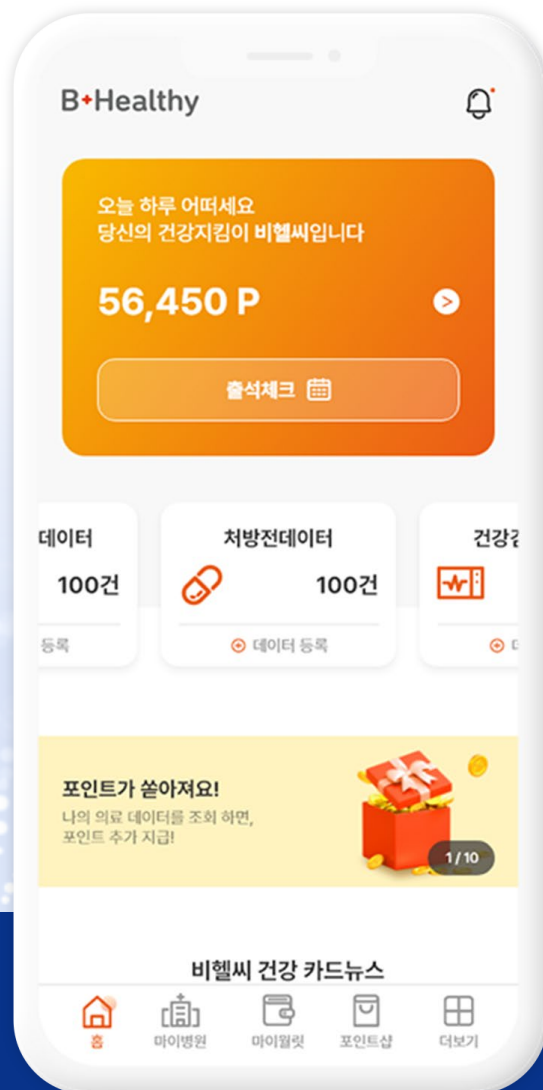 B+Healthy
오늘 하루 어떠세요
당신의 건강지킴이 비헬씨입니다
56,450 P
출석체크
데이터
100건
등록
처방전데이터
100건
데이터 등록
건강검
포인트가 쏟아져요!
나의 의료 데이터를 조회 하면,
포인트 추가 지급!
1/10
비헬씨 건강 카드뉴스
홈
마이병원
마이월릿
포인트샵
더보기